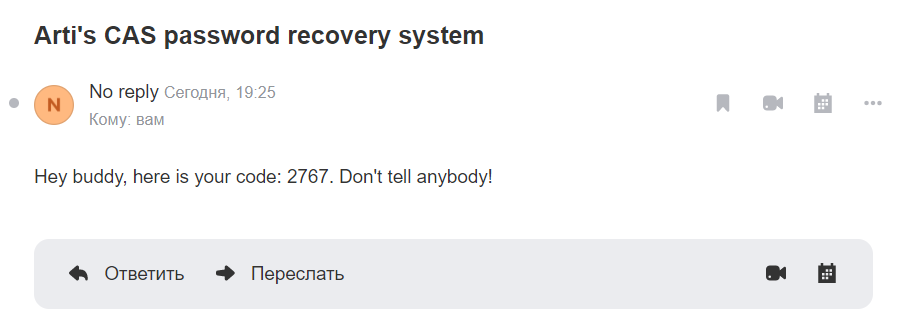 Arti's CAS password recovery system
N
No reply Сегодня, 19:25
Кому: вам
Hey buddy, here is your code: 2767. Don't tell anybody!
Ответить Переслать